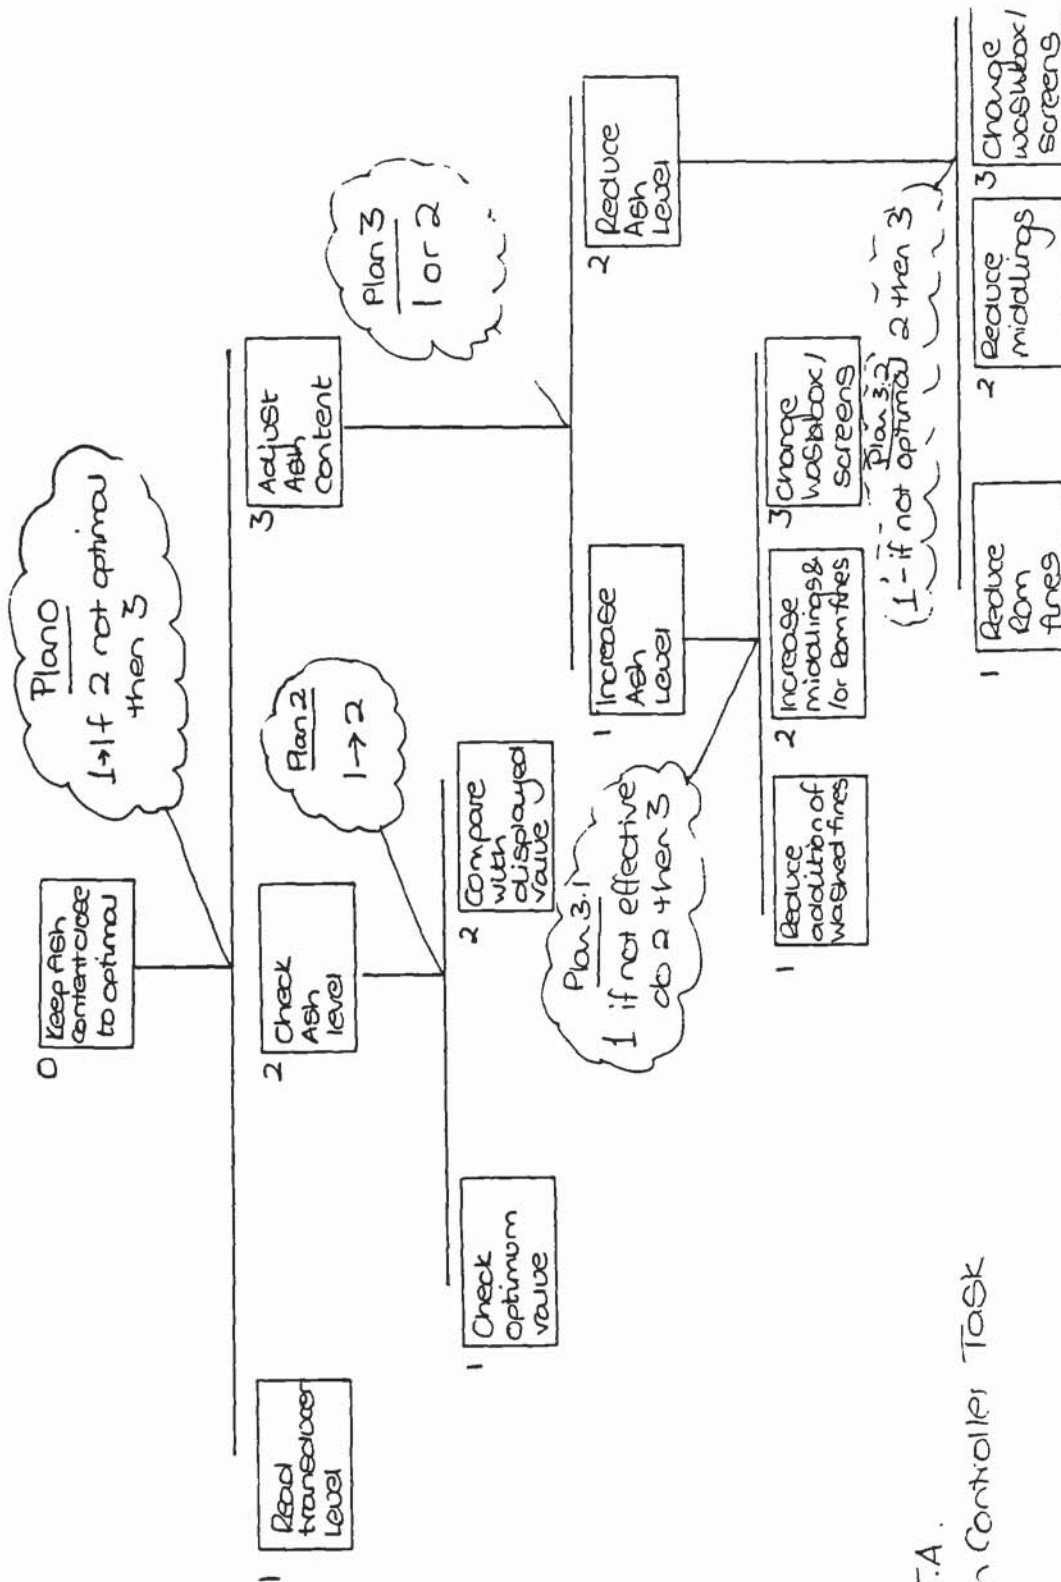 0
Keep Ash
content close
to optimal
Plan 0
1→If 2 not optimal
then 3
1
Read
transducer
Level
2
Check
Ash
level
3
Adjust
Ash
Content
Plan 2
1→2
Plan 3
1 or 2
1
Check
optimum
value
2
Compare
with
displayed
value
1
Increase
Ash
Level
2
Reduce
Ash
Level
Plan 3.1
1 if not effective
do 2 then 3
1
Reduce
addition of
washed fines
2
Increase
middlings &
/or Rom fines
3
Change
washbox/
screens
Plan 3.2
(1 - if not optimal 2 then 3)
1
Reduce
Rom
fines
2
Reduce
middlings
3
Change
washbox/
screens
T.A.
n Controller Task